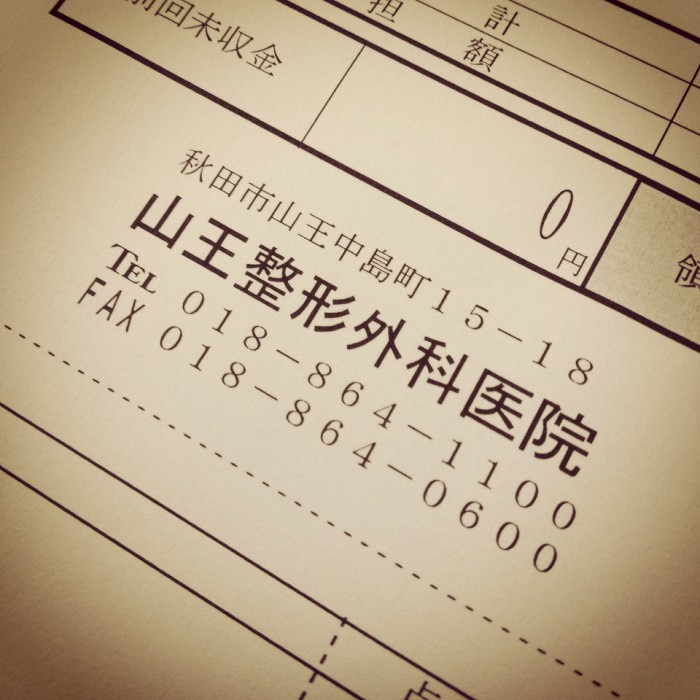 担 計
額
前回未収金
0
円
領
秋田市山王中島町15-18
山王整形外科医院
TEL 018-864-1100
FAX 018-864-0600